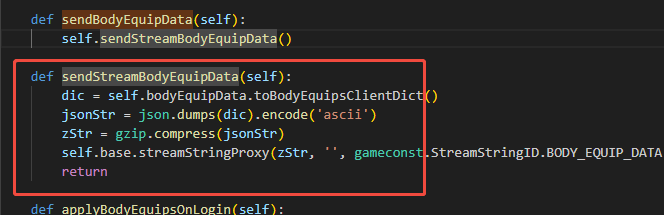 def sendBodyEquipData(self):
    self.sendStreamBodyEquipData()
def sendStreamBodyEquipData(self):
    dic = self.bodyEquipData.toBodyEquipsClientDict()
    jsonStr = json.dumps(dic).encode('ascii')
    zStr = gzip.compress(jsonStr)
    self.base.streamStringProxy(zStr, '', gameconst.StreamStringID.BODY_EQUIP_DATA
    return
def applyBodyEquipsOnLogin(self):